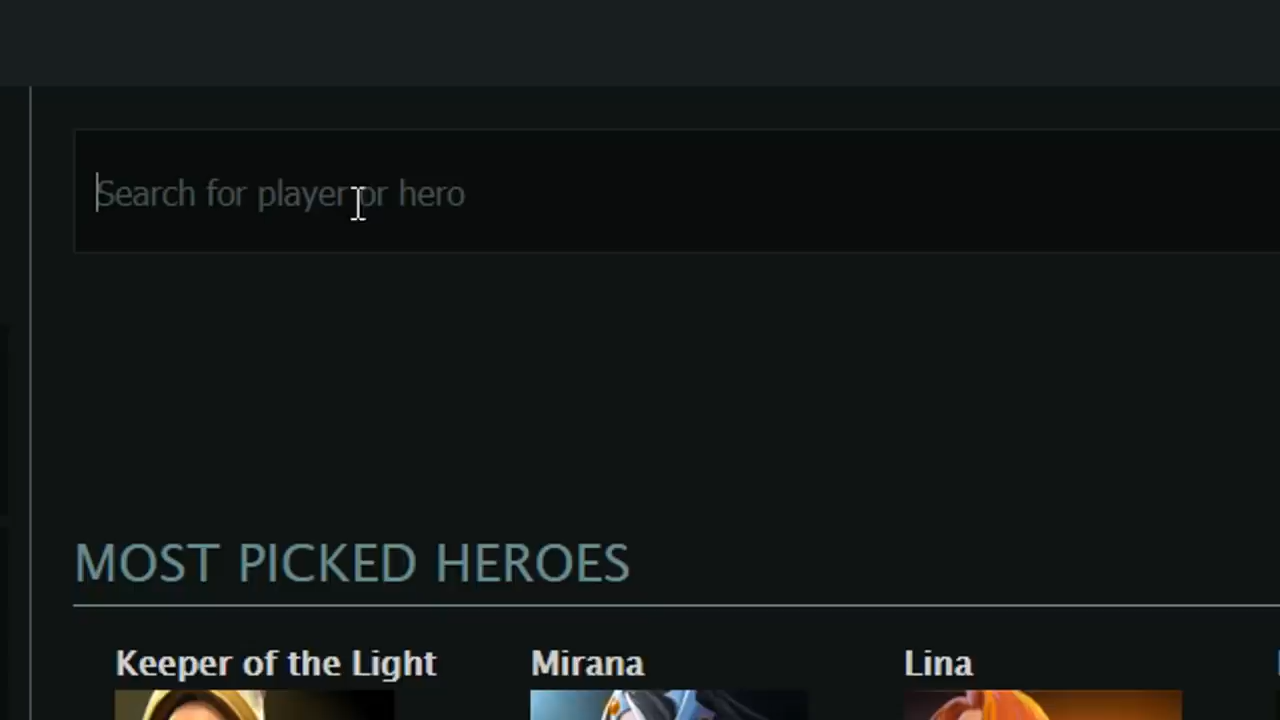 Search for player or hero
MOST PICKED HEROES
Keeper of the Light
Mirana
Lina